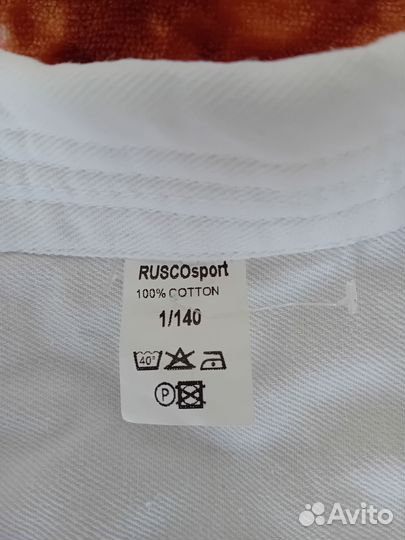 RUSCOsport
100% COTTON
1/140
40°
P
Avito